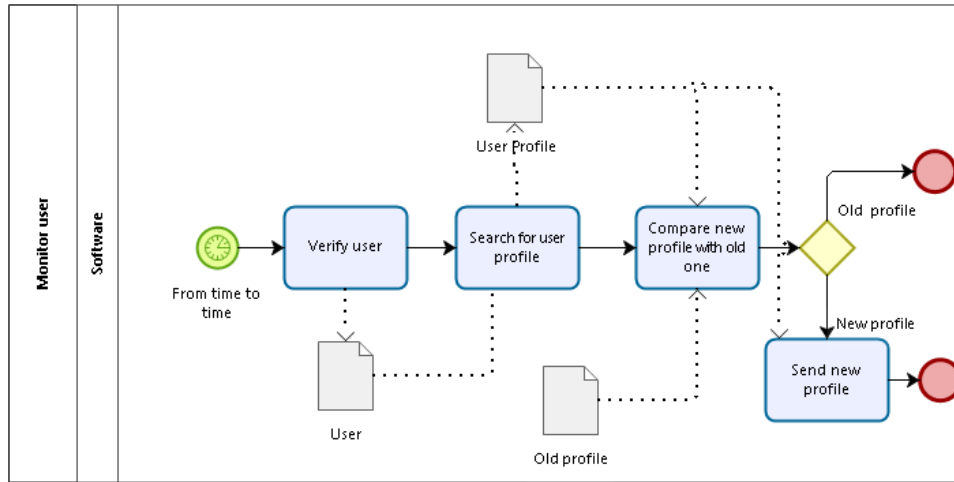 Monitor user
Software
User Profile
Verify user
Search for user
profile
Compare new
profile with old
one
Old  profile
From time to
time
New profile
Send new
profile
User
Old profile